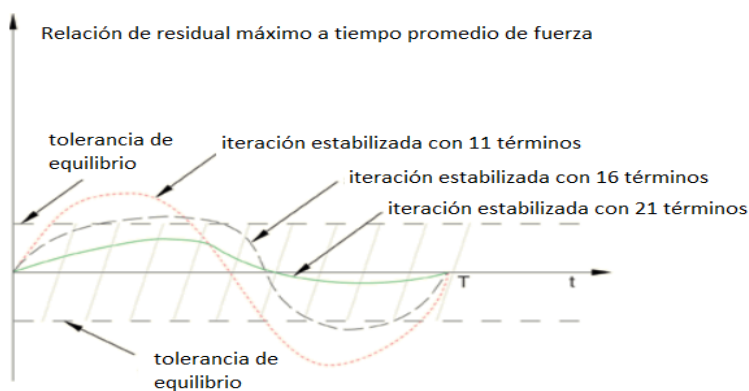 Relación de residual máximo a tiempo promedio de fuerza
tolerancia de
equilibrio
iteración estabilizada con 11 términos
iteración estabilizada con 16 términos
iteración estabilizada con 21 términos
T
t
tolerancia de
equilibrio